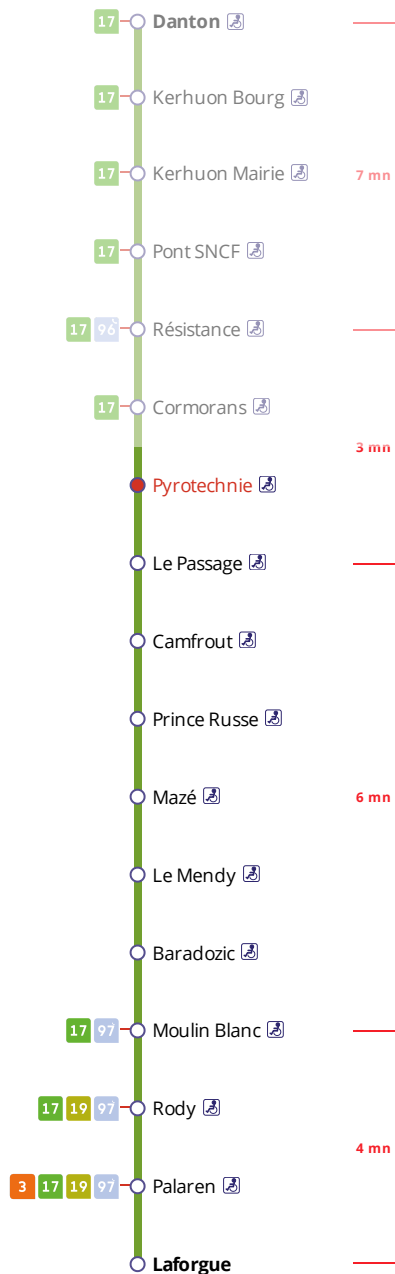 17 Danton
17 Kerhuon Bourg
17 Kerhuon Mairie 7 mn
17 Pont SNCF
17 96 Résistance
17 Cormorans
3 mn
Pyrotechnie
Le Passage
Camfrout
Prince Russe
Mazé 6 mn
Le Mendy
Baradozic
17 97 Moulin Blanc
17 19 97 Rody
4 mn
3 17 19 97 Palaren
Laforgue